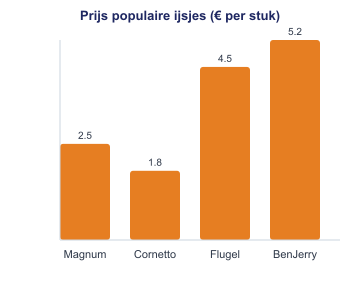 Prijs populaire ijsjes (€ per stuk)
5.2
4.5
2.5
1.8
Magnum Cornetto Flugel BenJerry